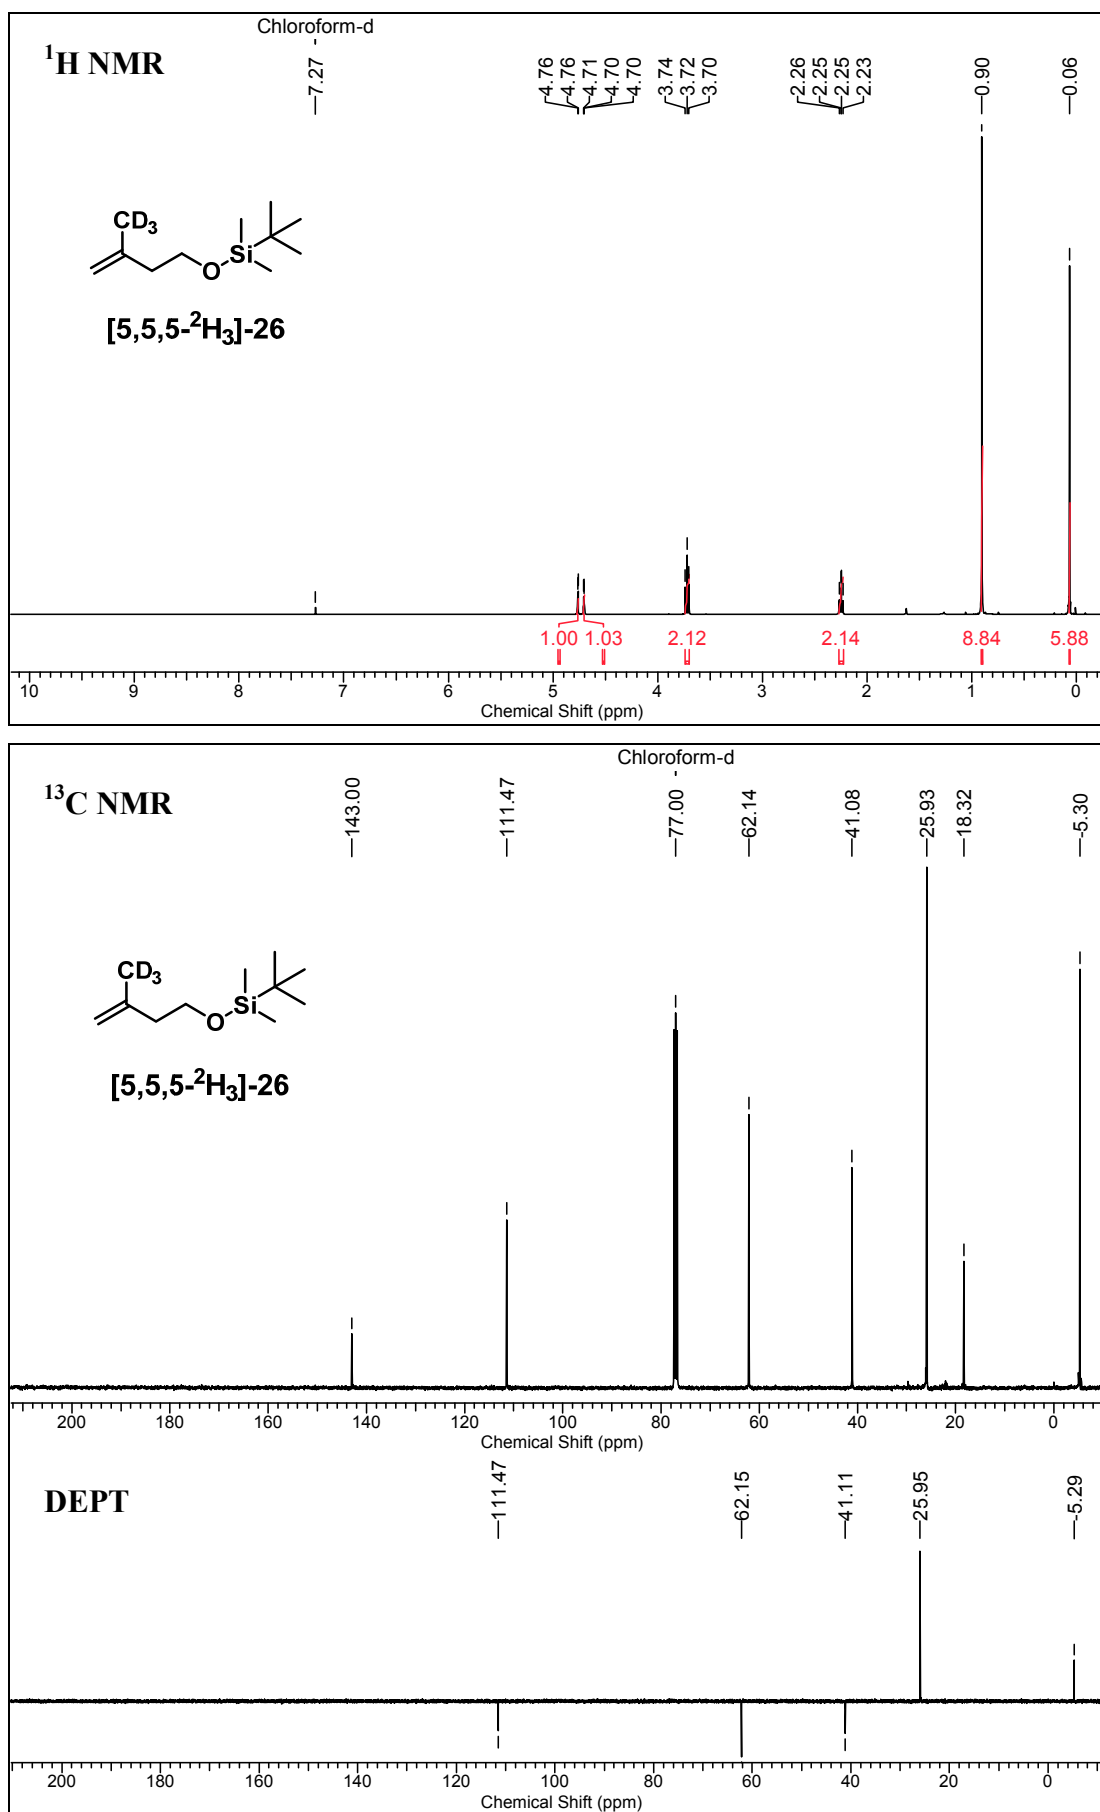 Chloroform-d
¹H NMR
7.27
4.76
4.76
4.71
4.70
4.70
3.74
3.72
3.70
2.26
2.25
2.25
2.23
0.90
0.06
CD₃
O
Si
[5,5,5-²H₃]-26
1.00 1.03 2.12 2.14 8.84 5.88
10 9 8 7 6 5 4 3 2 1 0
Chemical Shift (ppm)
Chloroform-d
¹³C NMR
143.00
111.47
77.00
62.14
41.08
25.93
18.32
-5.30
CD₃
O
Si
[5,5,5-²H₃]-26
200 180 160 140 120 100 80 60 40 20 0
Chemical Shift (ppm)
DEPT
111.47
62.15
41.11
25.95
-5.29
200 180 160 140 120 100 80 60 40 20 0
Chemical Shift (ppm)